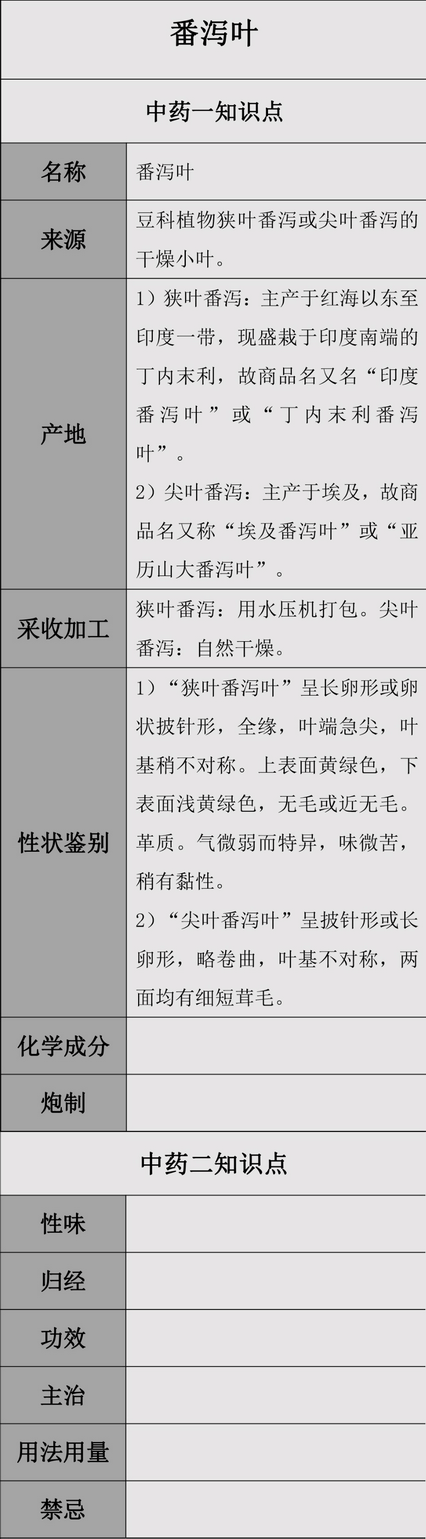 番泻叶
中药一知识点
名称
番泻叶
来源
豆科植物狭叶番泻或尖叶番泻的
干燥小叶。
产地
1）狭叶番泻：主产于红海以东至
印度一带，现盛栽于印度南端的
丁内末利，故商品名又名“印度
番泻叶”或“丁内末利番泻
叶”。
2）尖叶番泻：主产于埃及，故商
品名又称“埃及番泻叶”或“亚
历山大番泻叶”。
采收加工
狭叶番泻：用水压机打包。尖叶
番泻：自然干燥。
性状鉴别
1）“狭叶番泻叶”呈长卵形或卵
状披针形，全缘，叶端急尖，叶
基稍不对称。上表面黄绿色，下
表面浅黄绿色，无毛或近无毛。
革质。气微弱而特异，味微苦，
稍有黏性。
2）“尖叶番泻叶”呈披针形或长
卵形，略卷曲，叶基不对称，两
面均有细短茸毛。
化学成分
炮制
中药二知识点
性味
归经
功效
主治
用法用量
禁忌